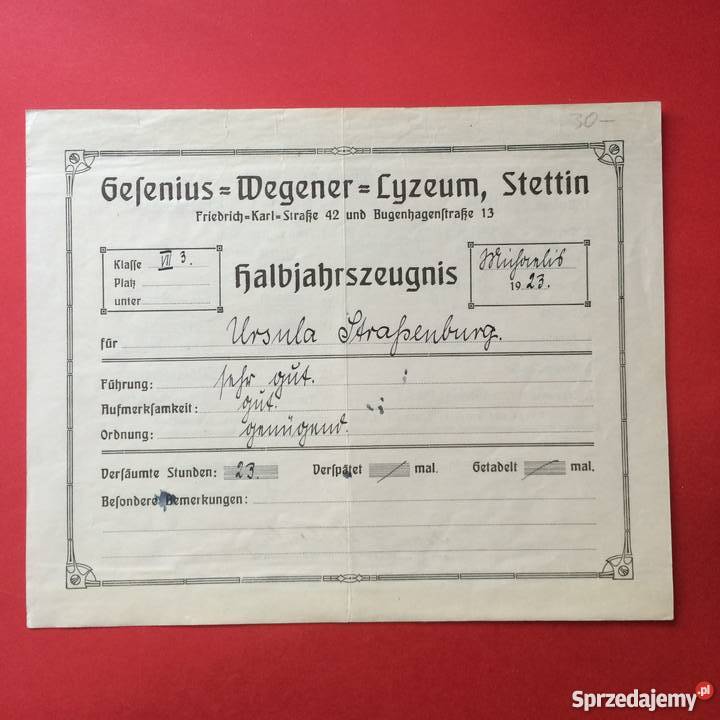 30-
Gesenius=Wegener=Lyzeum, Stettin
Friedrich=Karl=Straße 42 und Bugenhagenstraße 13
Klasse VII 3.
Platz
unter
Halbjahrszeugnis
Michaelis
1923.
für Ursula Straßenburg.
Führung: sehr gut.
Aufmerksamkeit: gut.
Ordnung: genügend.
Versäumte Stunden: 23. Verspätet / mal. Getadelt / mal.
Besondere Bemerkungen:
Sprzedajemy.pl